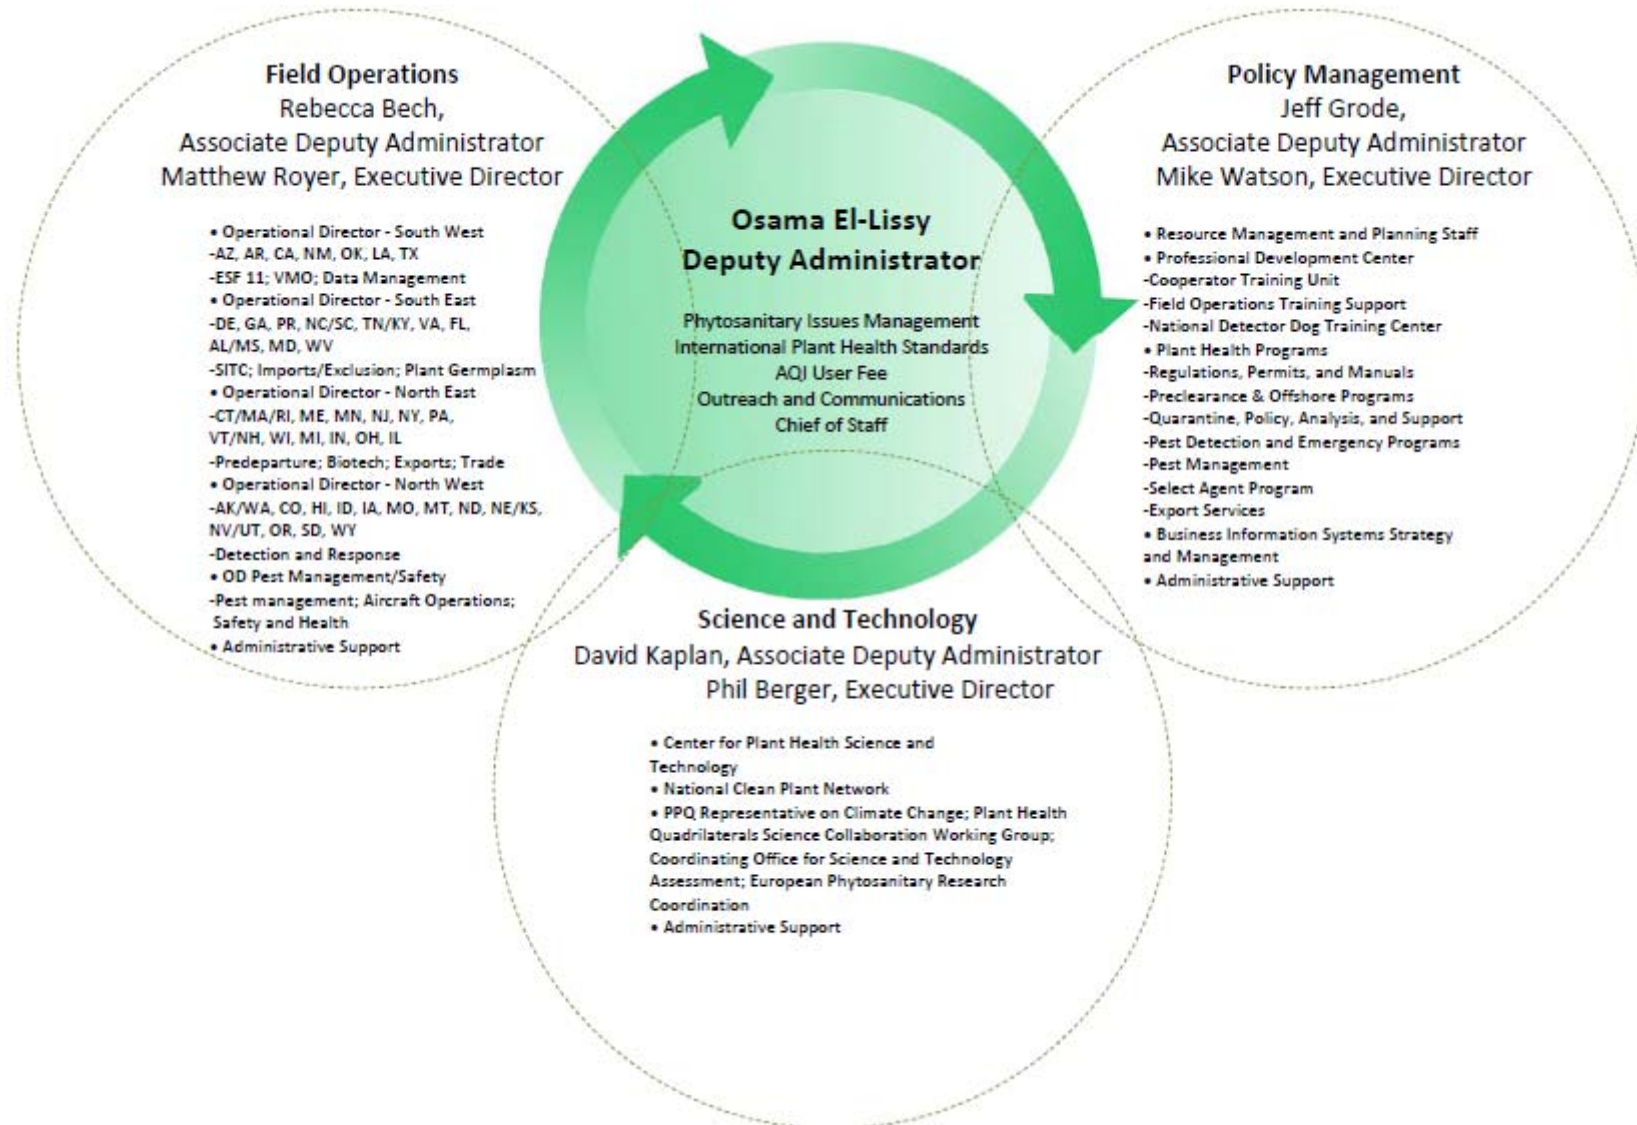 Field Operations
Rebecca Bech,
Associate Deputy Administrator
Matthew Royer, Executive Director
• Operational Director - South West
-AZ, AR, CA, NM, OK, LA, TX
-ESF 11; VMO; Data Management
• Operational Director - South East
-DE, GA, PR, NC/SC, TN/KY, VA, FL,
AL/MS, MD, WV
-SITC; Imports/Exclusion; Plant Germplasm
• Operational Director - North East
-CT/MA/RI, ME, MN, NJ, NY, PA,
VT/NH, WI, MI, IN, OH, IL
-Predeparture; Biotech; Exports; Trade
• Operational Director - North West
-AK/WA, CO, HI, ID, IA, MO, MT, ND, NE/KS,
NV/UT, OR, SD, WY
-Detection and Response
• OD Pest Management/Safety
-Pest management; Aircraft Operations;
Safety and Health
• Administrative Support
Osama El-Lissy
Deputy Administrator
Phytosanitary Issues Management
International Plant Health Standards
AQI User Fee
Outreach and Communications
Chief of Staff
Policy Management
Jeff Grode,
Associate Deputy Administrator
Mike Watson, Executive Director
• Resource Management and Planning Staff
• Professional Development Center
-Cooperator Training Unit
-Field Operations Training Support
-National Detector Dog Training Center
• Plant Health Programs
-Regulations, Permits, and Manuals
-Preclearance & Offshore Programs
-Quarantine, Policy, Analysis, and Support
-Pest Detection and Emergency Programs
-Pest Management
-Select Agent Program
-Export Services
• Business Information Systems Strategy
and Management
• Administrative Support
Science and Technology
David Kaplan, Associate Deputy Administrator
Phil Berger, Executive Director
• Center for Plant Health Science and
Technology
• National Clean Plant Network
• PPQ Representative on Climate Change; Plant Health
Quadrilaterals Science Collaboration Working Group;
Coordinating Office for Science and Technology
Assessment; European Phytosanitary Research
Coordination
• Administrative Support